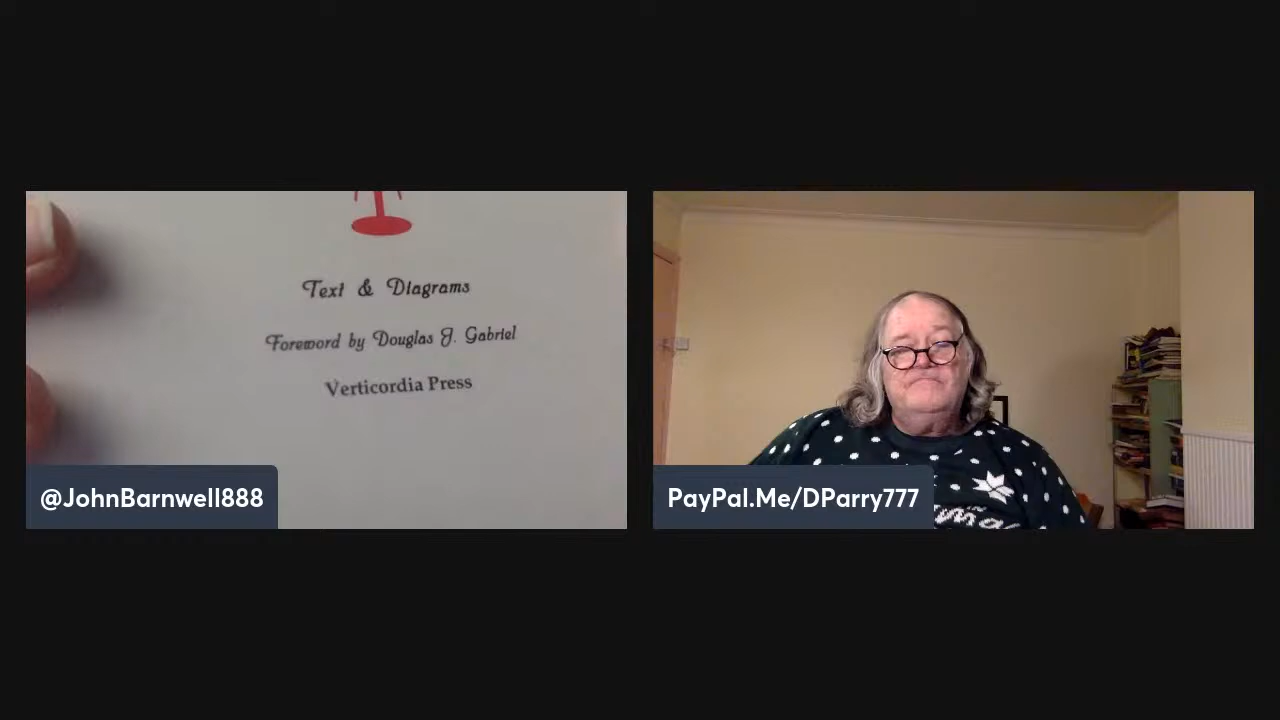 Text & Diagrams
Foreword by Douglas J. Gabriel
Verticordia Press
@JohnBarnwell888
PayPal.Me/DParry777